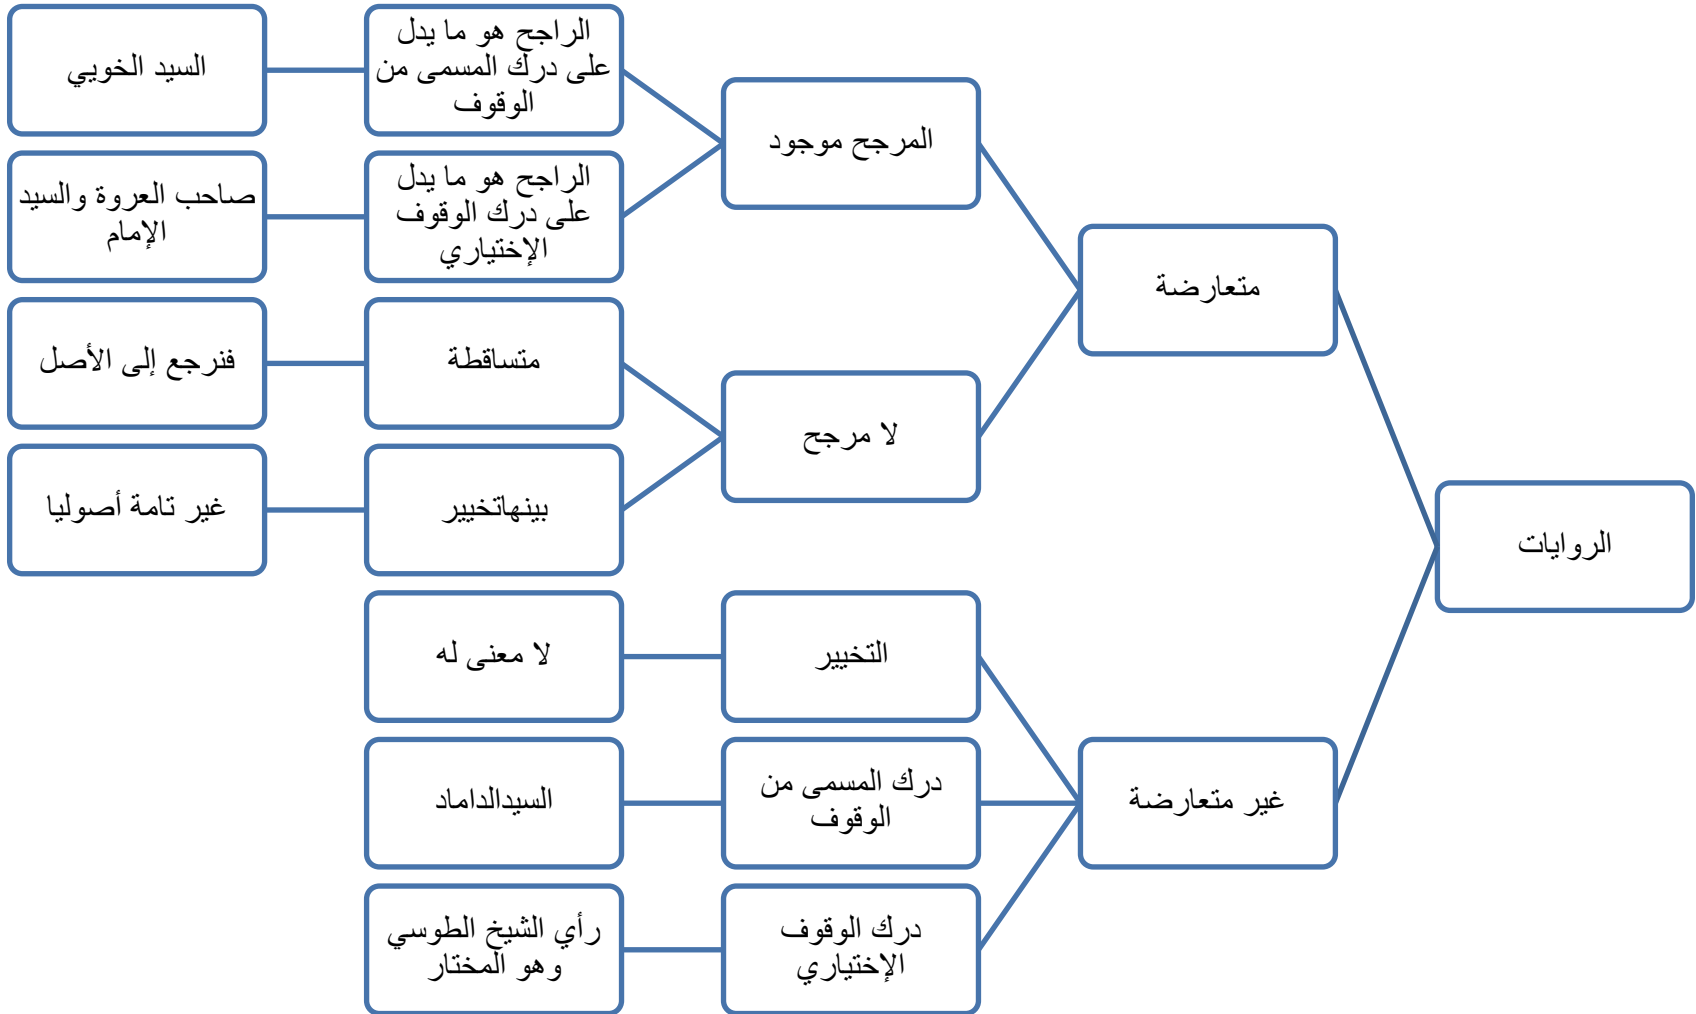 الروايات
متعارضة
المرجح موجود
الراجح هو ما يدل
على درك المسمى من
الوقوف
السيد الخويي
الراجح هو ما يدل
على درك الوقوف
الإختياري
صاحب العروة والسيد
الإمام
لا مرجح
متساقطة
فنرجع إلى الأصل
بينهاتخيير
غير تامة أصوليا
غير متعارضة
التخيير
لا معنى له
درك المسمى من
الوقوف
السيدالداماد
درك الوقوف
الإختياري
رأي الشيخ الطوسي
وهو المختار